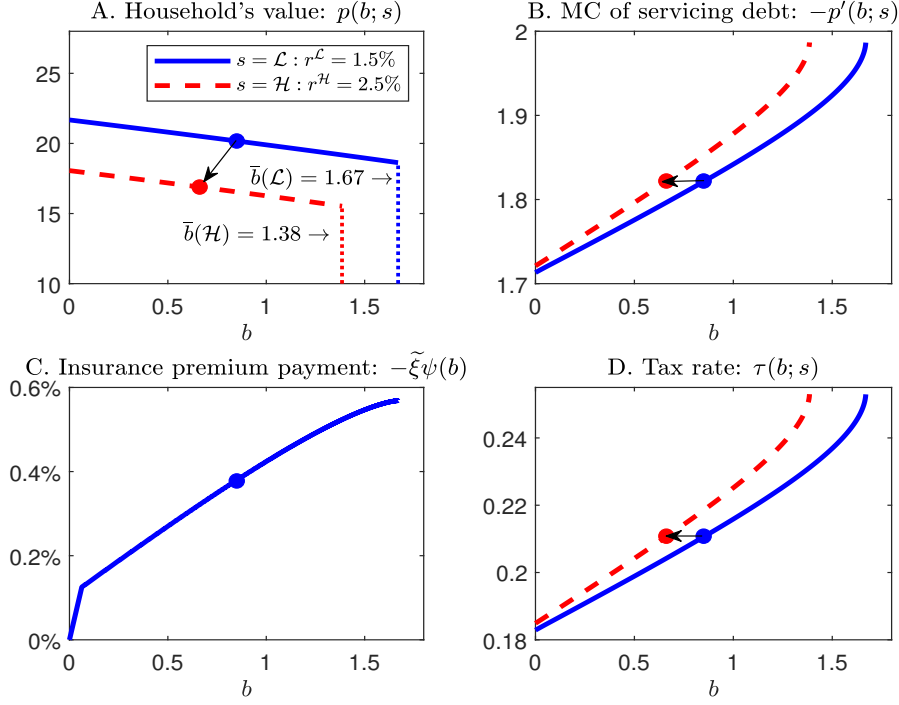 A. Household's value: p(b; s)
25
20
15
10
s = ℒ : r^ℒ = 1.5%
s = ℋ : r^ℋ = 2.5%
b̅(ℒ) = 1.67 →
b̅(ℋ) = 1.38 →
0 0.5 1 1.5
b
B. MC of servicing debt: −p′(b; s)
2
1.9
1.8
1.7
0 0.5 1 1.5
b
C. Insurance premium payment: −ξ̃ψ(b)
0.6%
0.4%
0.2%
0%
0 0.5 1 1.5
b
D. Tax rate: τ(b; s)
0.24
0.22
0.2
0.18
0 0.5 1 1.5
b